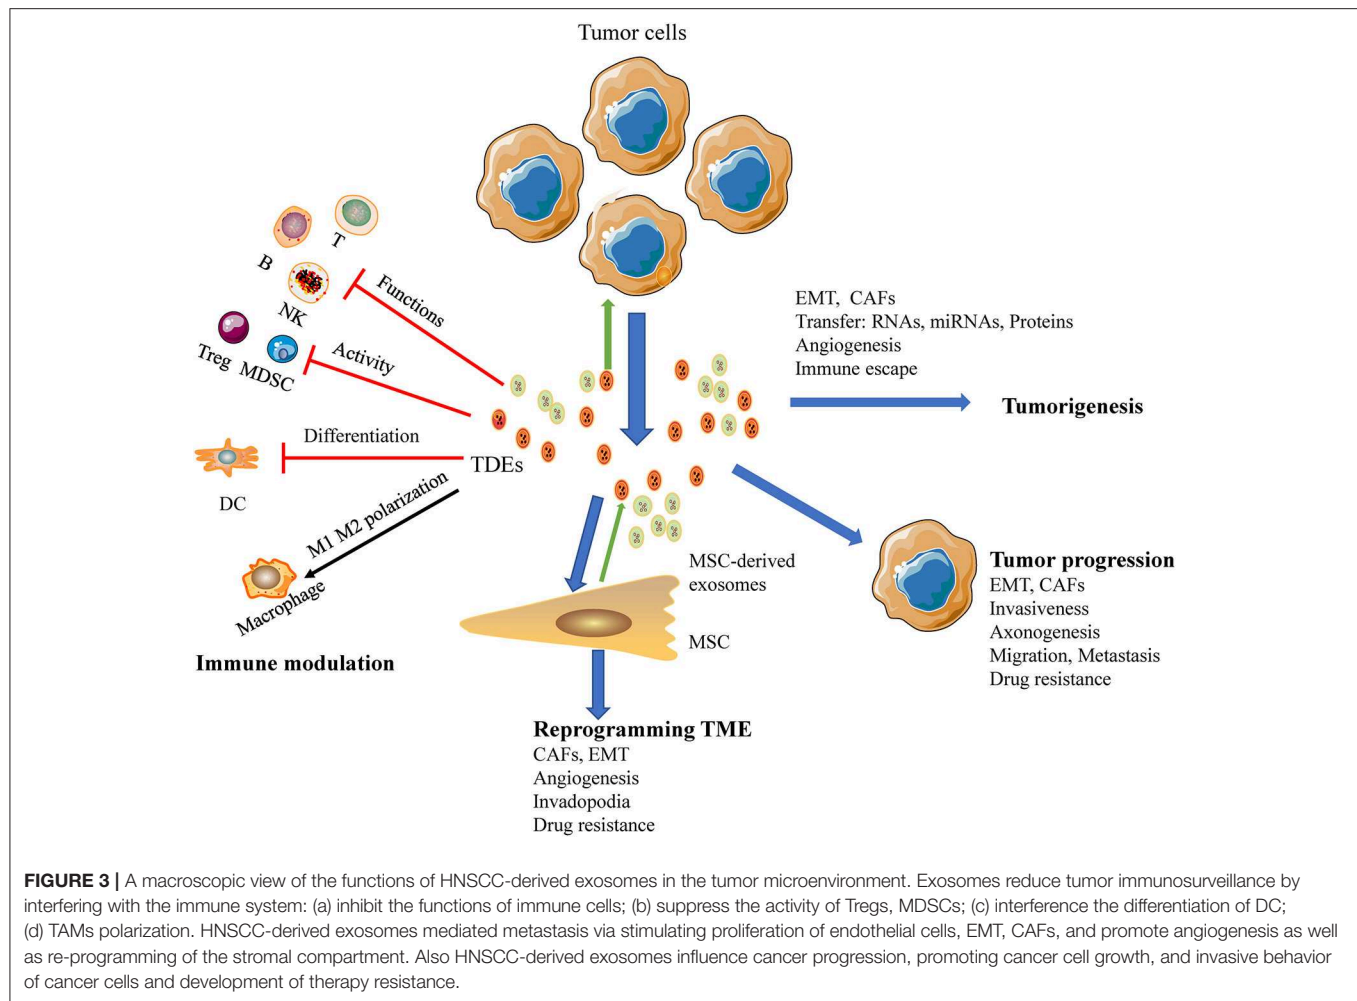 Tumor cells
T
B
NK
Functions
Treg MDSC
Activity
Differentiation
DC
TDEs
M1 M2 polarization
Macrophage
Immune modulation
EMT, CAFs
Transfer: RNAs, miRNAs, Proteins
Angiogenesis
Immune escape
Tumorigenesis
MSC-derived
exosomes
MSC
Tumor progression
EMT, CAFs
Invasiveness
Axonogenesis
Migration, Metastasis
Drug resistance
Reprogramming TME
CAFs, EMT
Angiogenesis
Invadopodia
Drug resistance
FIGURE 3 | A macroscopic view of the functions of HNSCC-derived exosomes in the tumor microenvironment. Exosomes reduce tumor immunosurveillance by
interfering with the immune system: (a) inhibit the functions of immune cells; (b) suppress the activity of Tregs, MDSCs; (c) interference the differentiation of DC;
(d) TAMs polarization. HNSCC-derived exosomes mediated metastasis via stimulating proliferation of endothelial cells, EMT, CAFs, and promote angiogenesis as well
as re-programming of the stromal compartment. Also HNSCC-derived exosomes influence cancer progression, promoting cancer cell growth, and invasive behavior
of cancer cells and development of therapy resistance.